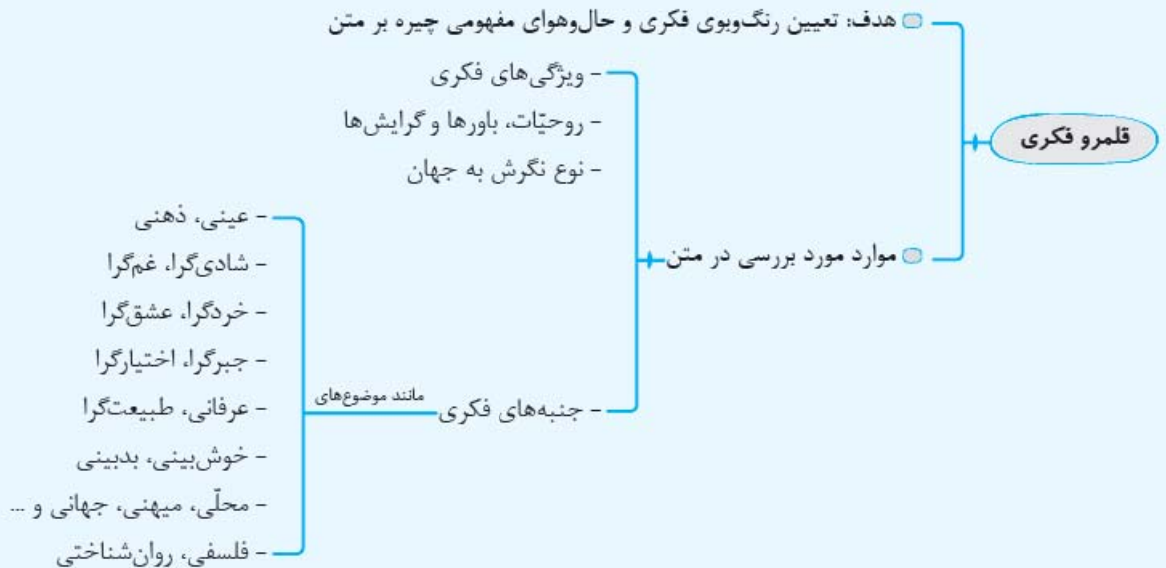 قلمرو فکری
هدف: تعیین رنگ‌وبوی فکری و حال‌وهوای مفهومی چیره بر متن
موارد مورد بررسی در متن
- ویژگی‌های فکری
- روحیّات، باورها و گرایش‌ها
- نوع نگرش به جهان
- جنبه‌های فکری
مانند موضوع‌های
- عینی، ذهنی
- شادی‌گرا، غم‌گرا
- خردگرا، عشق‌گرا
- جبرگرا، اختیارگرا
- عرفانی، طبیعت‌گرا
- خوش‌بینی، بدبینی
- محلّی، میهنی، جهانی و ...
- فلسفی، روان‌شناختی